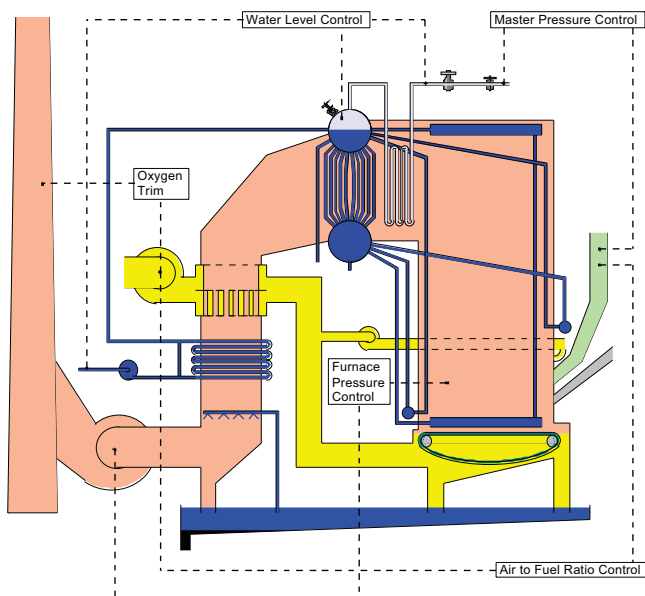 Water Level Control
Master Pressure Control
Oxygen
Trim
Furnace
Pressure
Control
Air to Fuel Ratio Control